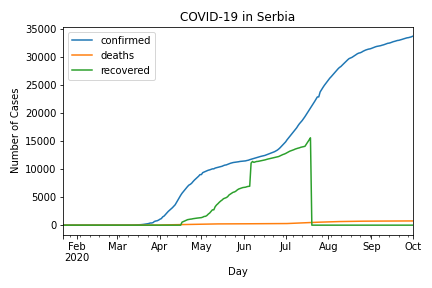 COVID-19 in Serbia
confirmed
deaths
recovered
Number of Cases
35000
30000
25000
20000
15000
10000
5000
0
Feb
2020
Mar
Apr
May
Jun
Jul
Aug
Sep
Oct
Day